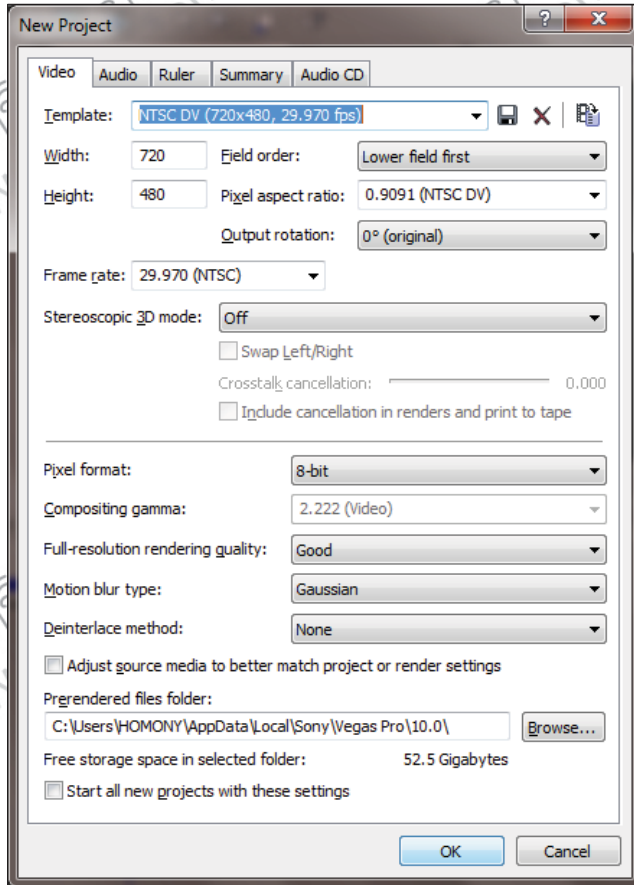 New Project
Video Audio Ruler Summary Audio CD
Template: NTSC DV (720x480, 29.970 fps)
Width: 720 Field order: Lower field first
Height: 480 Pixel aspect ratio: 0.9091 (NTSC DV)
Output rotation: 0° (original)
Frame rate: 29.970 (NTSC)
Stereoscopic 3D mode: Off
Swap Left/Right
Crosstalk cancellation: 0.000
Include cancellation in renders and print to tape
Pixel format: 8-bit
Compositing gamma: 2.222 (Video)
Full-resolution rendering quality: Good
Motion blur type: Gaussian
Deinterlace method: None
Adjust source media to better match project or render settings
Prerendered files folder:
C:\Users\HOMONY\AppData\Local\Sony\Vegas Pro\10.0\ Browse...
Free storage space in selected folder: 52.5 Gigabytes
Start all new projects with these settings
OK Cancel